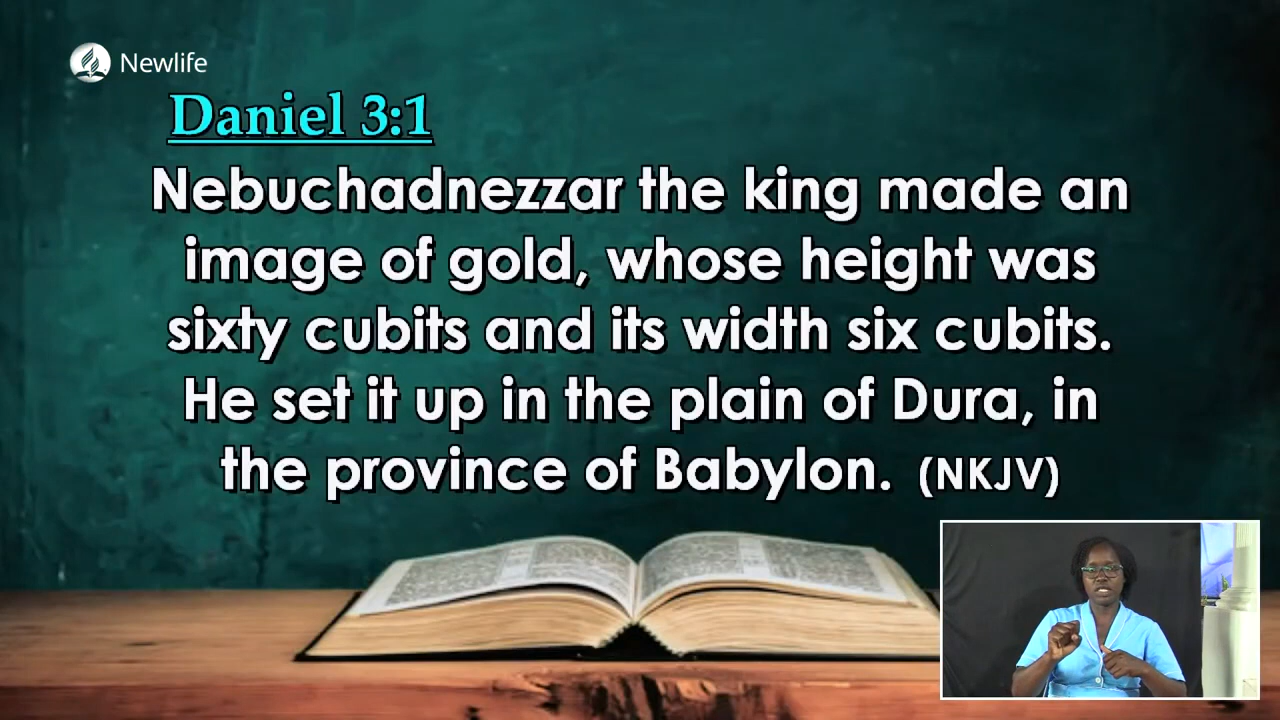 Newlife
Daniel 3:1
Nebuchadnezzar the king made an
image of gold, whose height was
sixty cubits and its width six cubits.
He set it up in the plain of Dura, in
the province of Babylon. (NKJV)